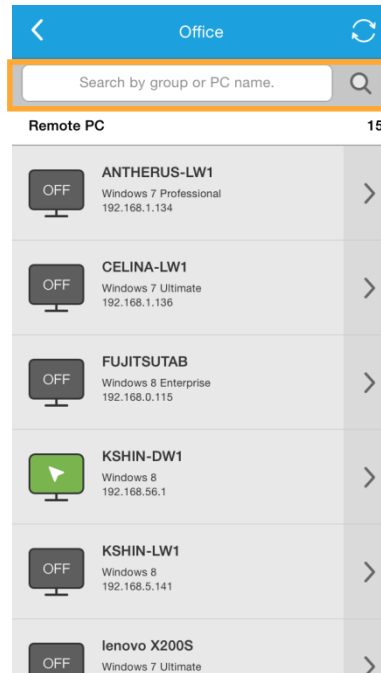 Office
Search by group or PC name.
Remote PC 15
OFF
ANTHERUS-LW1
Windows 7 Professional
192.168.1.134
OFF
CELINA-LW1
Windows 7 Ultimate
192.168.1.136
OFF
FUJITSUTAB
Windows 8 Enterprise
192.168.0.115
KSHIN-DW1
Windows 8
192.168.56.1
OFF
KSHIN-LW1
Windows 8
192.168.5.141
OFF
lenovo X200S
Windows 7 Ultimate